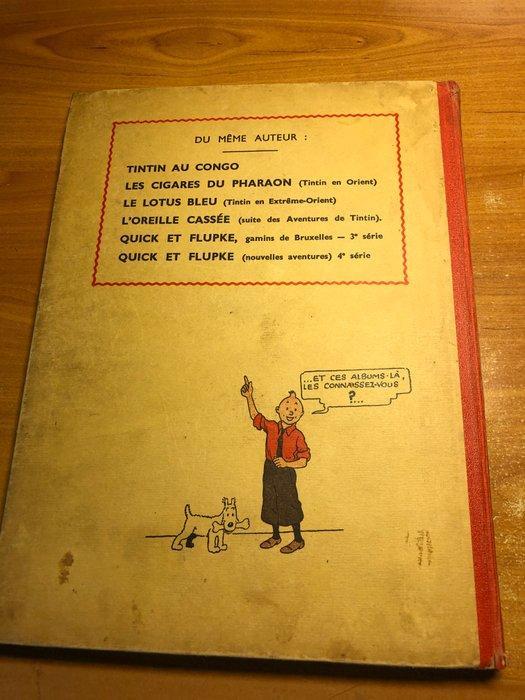 DU MÊME AUTEUR :
TINTIN AU CONGO
LES CIGARES DU PHARAON (Tintin en Orient)
LE LOTUS BLEU (Tintin en Extrême-Orient)
L'OREILLE CASSÉE (suite des Aventures de Tintin).
QUICK ET FLUPKE, gamins de Bruxelles — 3e série
QUICK ET FLUPKE (nouvelles aventures) 4e série
...ET CES ALBUMS-LÀ,
LES CONNAISSEZ-VOUS
?...